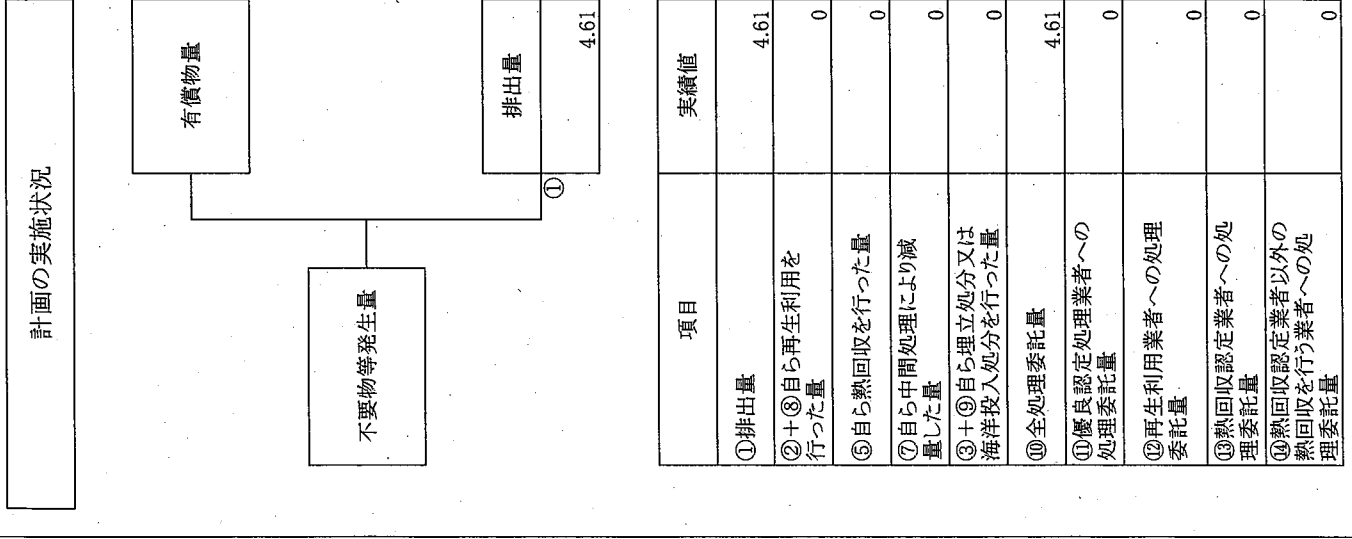 計画の実施状況
有償物量
不要物等発生量
排出量
①
4.61
項目
実績値
①排出量
4.61
②+⑧自ら再生利用を
行った量
0
⑤自ら熱回収を行った量
0
⑦自ら中間処理により減
量した量
0
③+⑨自ら埋立処分又は
海洋投入処分を行った量
0
⑩全処理委託量
4.61
⑪優良認定処理業者への
処理委託量
0
⑫再生利用業者への処理
委託量
0
⑬熱回収認定業者への処
理委託量
0
⑭熱回収認定業者以外の
熱回収を行う業者への処
理委託量
0